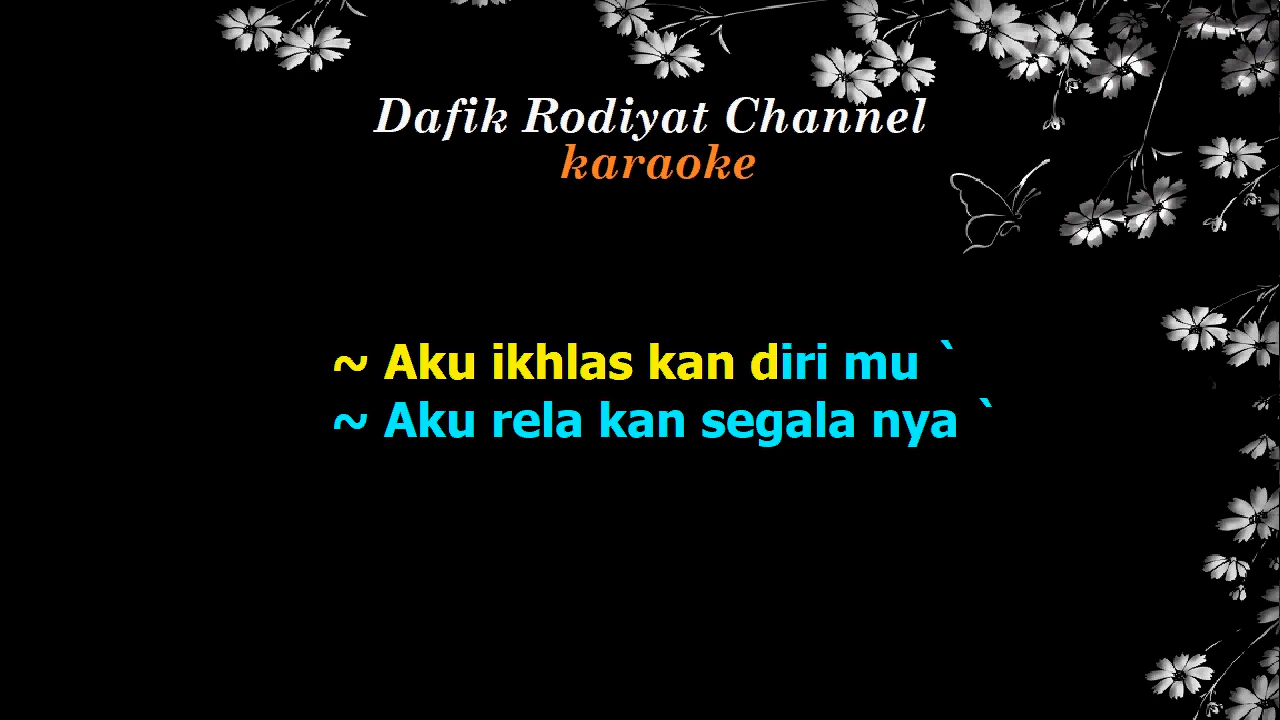 Dafik Rodiyat Channel
karaoke
~ Aku ikhlas kan diri mu `
~ Aku rela kan segala nya `